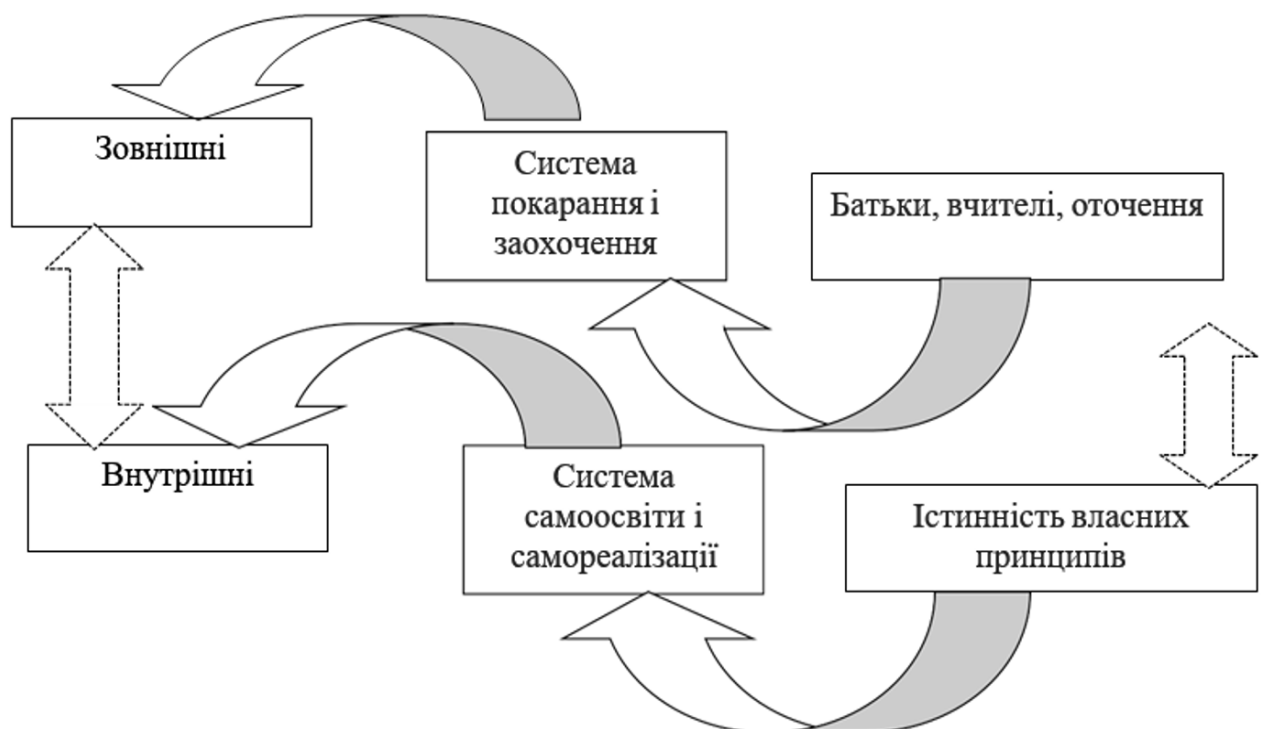 Зовнішні
Система
покарання і
заохочення
Батьки, вчителі, оточення
Внутрішні
Система
самоосвіти і
самореалізації
Істинність власних
принципів